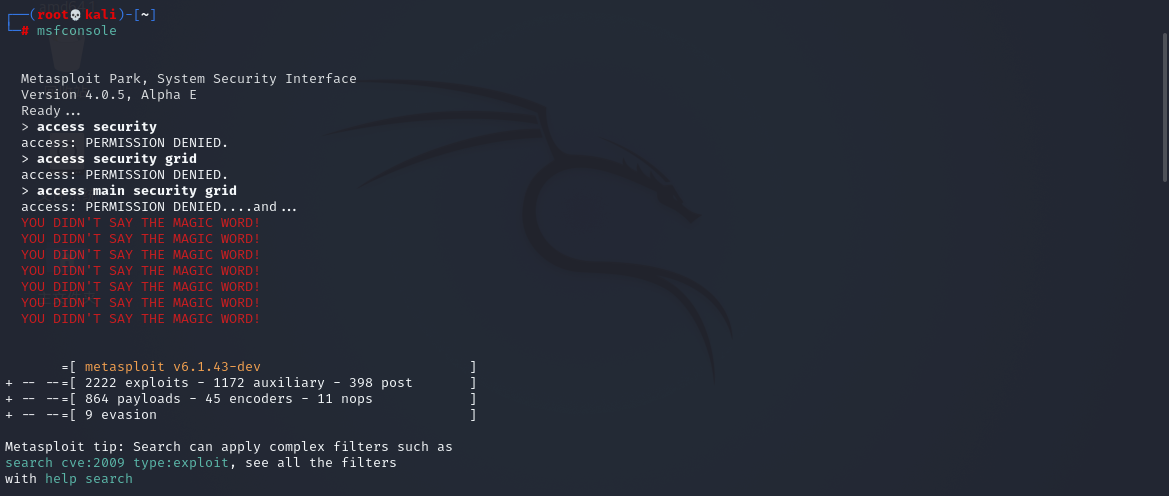 ┌──(root💀kali)-[~]
└─# msfconsole
Metasploit Park, System Security Interface
Version 4.0.5, Alpha E
Ready...
> access security
access: PERMISSION DENIED.
> access security grid
access: PERMISSION DENIED.
> access main security grid
access: PERMISSION DENIED....and...
YOU DIDN'T SAY THE MAGIC WORD!
YOU DIDN'T SAY THE MAGIC WORD!
YOU DIDN'T SAY THE MAGIC WORD!
YOU DIDN'T SAY THE MAGIC WORD!
YOU DIDN'T SAY THE MAGIC WORD!
YOU DIDN'T SAY THE MAGIC WORD!
YOU DIDN'T SAY THE MAGIC WORD!
=[ metasploit v6.1.43-dev ]
+ -- --=[ 2222 exploits - 1172 auxiliary - 398 post ]
+ -- --=[ 864 payloads - 45 encoders - 11 nops ]
+ -- --=[ 9 evasion ]
Metasploit tip: Search can apply complex filters such as
search cve:2009 type:exploit, see all the filters
with help search